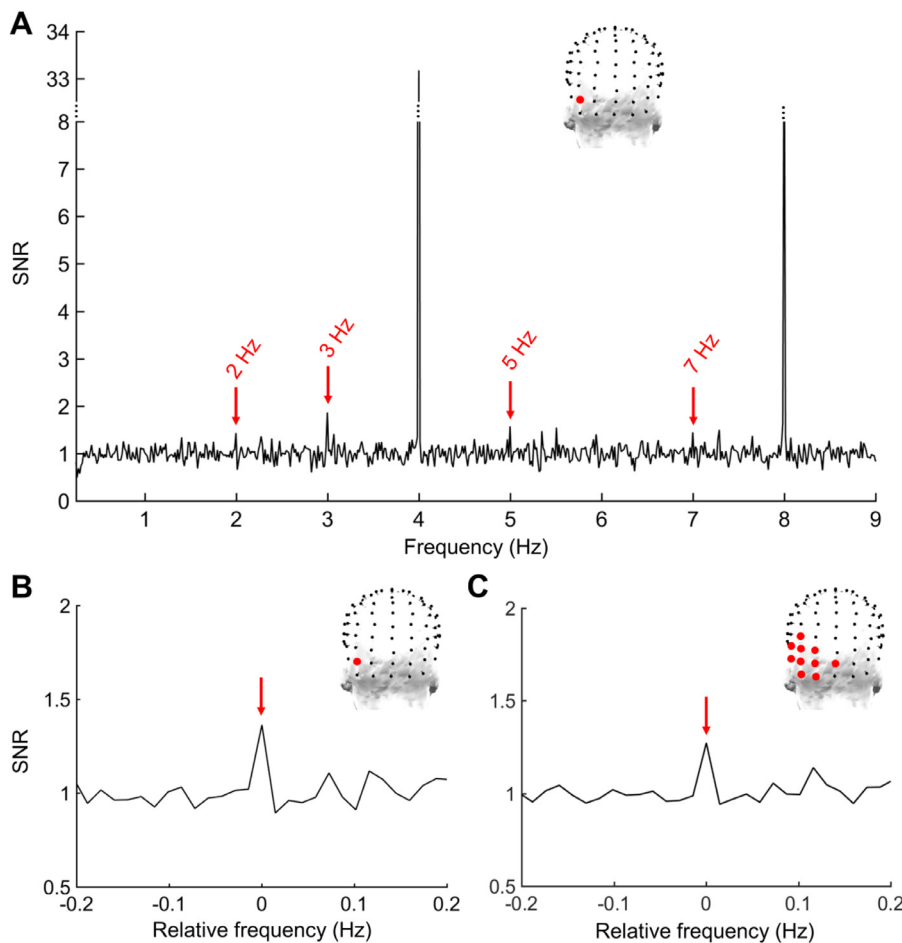 A
34
33
8
7
6
5
4
3
2
1
0
SNR
2 Hz
3 Hz
5 Hz
7 Hz
1 2 3 4 5 6 7 8 9
Frequency (Hz)
B
2
1.5
1
0.5
SNR
-0.2 -0.1 0 0.1 0.2
Relative frequency (Hz)
C
2
1.5
1
0.5
-0.2 -0.1 0 0.1 0.2
Relative frequency (Hz)